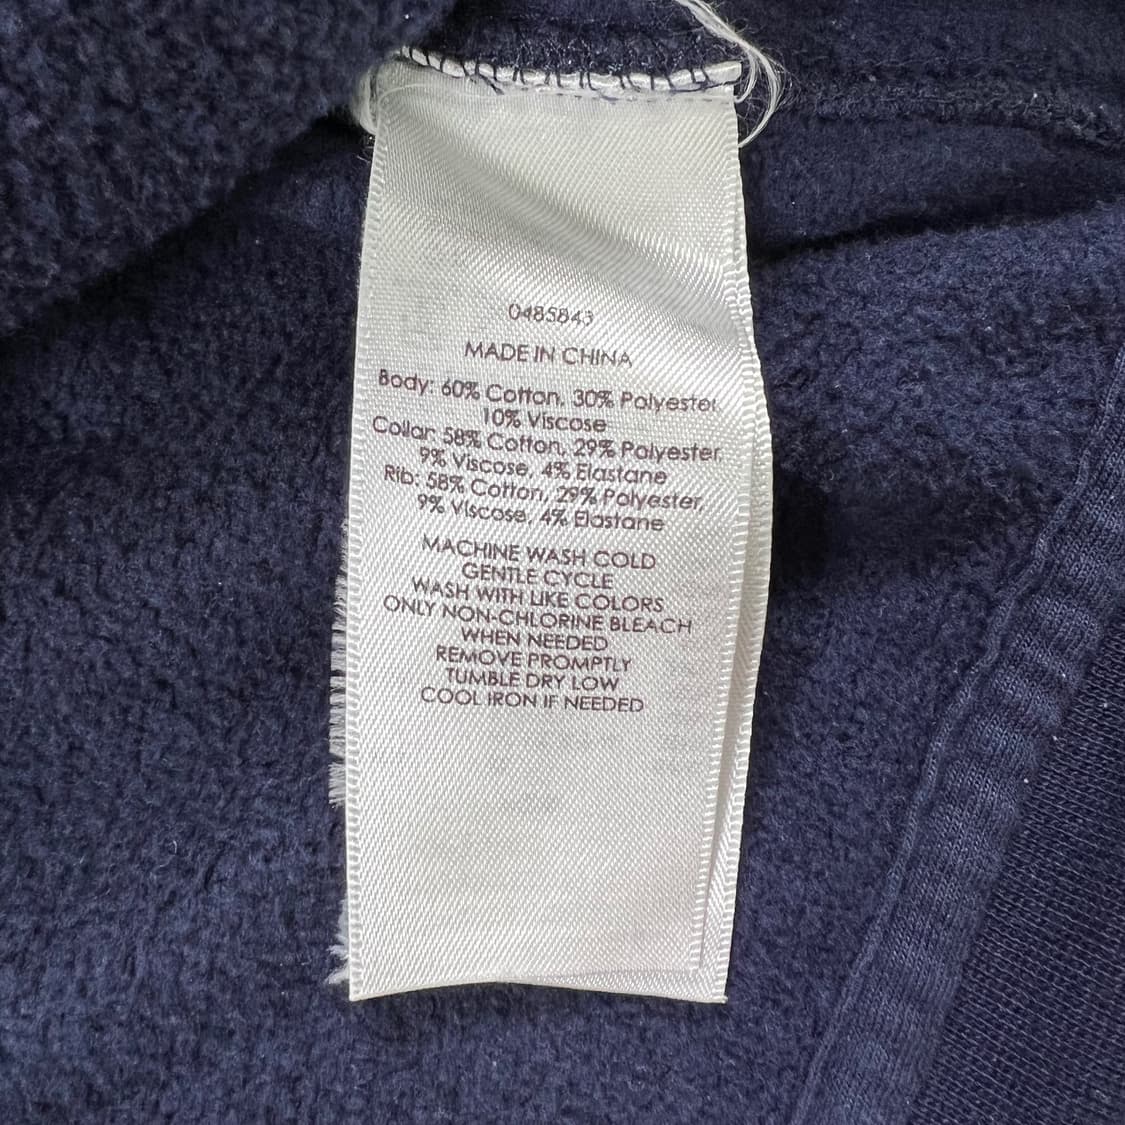 0485843
MADE IN CHINA
Body: 60% Cotton, 30% Polyester,
10% Viscose
Collar: 58% Cotton, 29% Polyester,
9% Viscose, 4% Elastane
Rib: 58% Cotton, 29% Polyester,
9% Viscose, 4% Elastane
MACHINE WASH COLD
GENTLE CYCLE
WASH WITH LIKE COLORS
ONLY NON-CHLORINE BLEACH
WHEN NEEDED
REMOVE PROMPTLY
TUMBLE DRY LOW
COOL IRON IF NEEDED